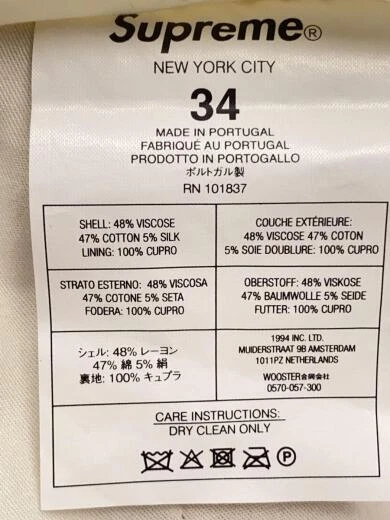 Supreme®
NEW YORK CITY
34
MADE IN PORTUGAL
FABRIQUÉ AU PORTUGAL
PRODOTTO IN PORTOGALLO
ポルトガル製
RN 101837
SHELL: 48% VISCOSE
47% COTTON 5% SILK
LINING: 100% CUPRO
COUCHE EXTÉRIEURE:
48% VISCOSE 47% COTON
5% SOIE DOUBLURE: 100% CUPRO
STRATO ESTERNO: 48% VISCOSA
47% COTONE 5% SETA
FODERA: 100% CUPRO
OBERSTOFF: 48% VISKOSE
47% BAUMWOLLE 5% SEIDE
FUTTER: 100% CUPRO
シェル: 48% レーヨン
47% 綿 5% 絹
裏地: 100% キュプラ
1994 INC. LTD.
MUIDERSTRAAT 9B AMSTERDAM
1011PZ NETHERLANDS
WOOSTER合同会社
0570-057-300
CARE INSTRUCTIONS:
DRY CLEAN ONLY
P